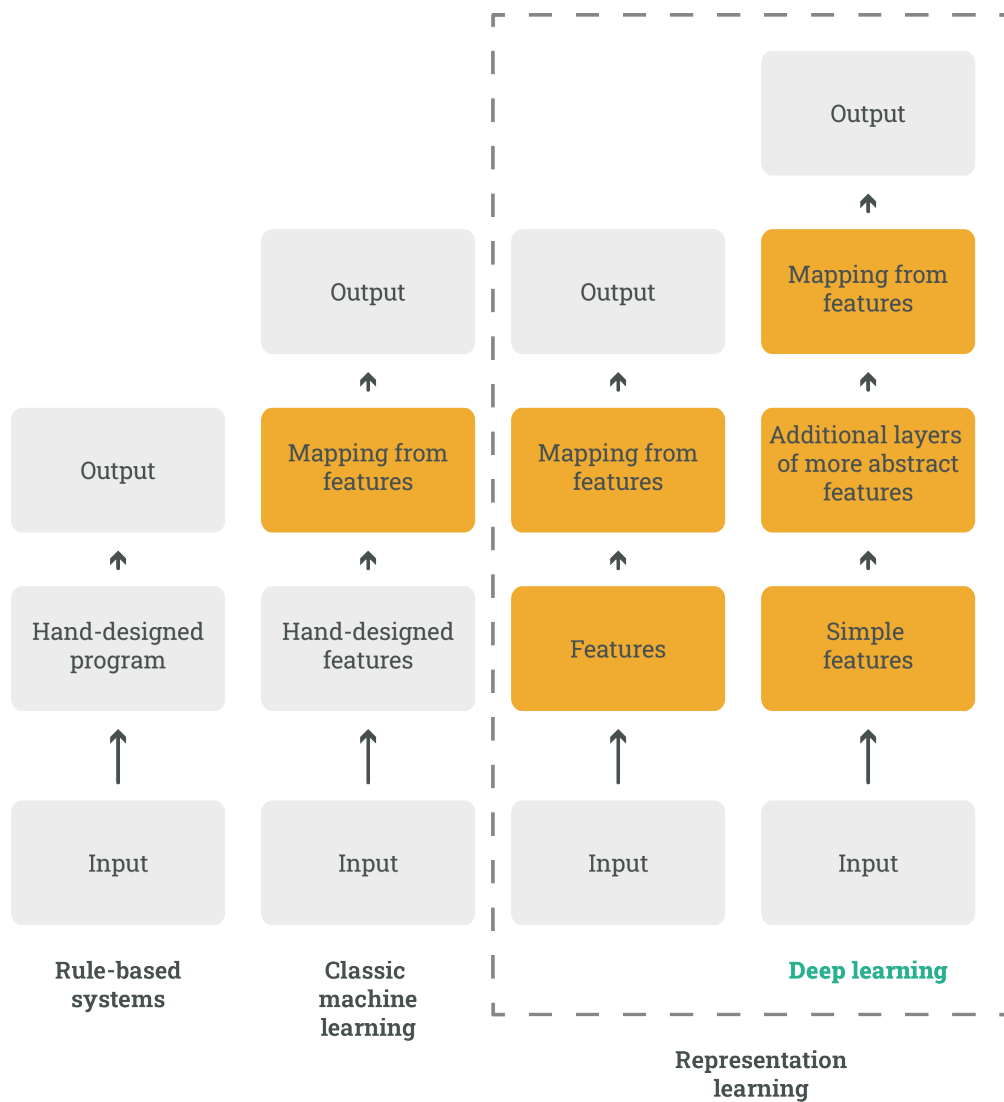 Output
Output
Output
Mapping from
features
Output
Mapping from
features
Mapping from
features
Additional layers
of more abstract
features
Hand-designed
program
Hand-designed
features
Features
Simple
features
Input
Input
Input
Input
Rule-based
systems
Classic
machine
learning
Deep learning
Representation
learning